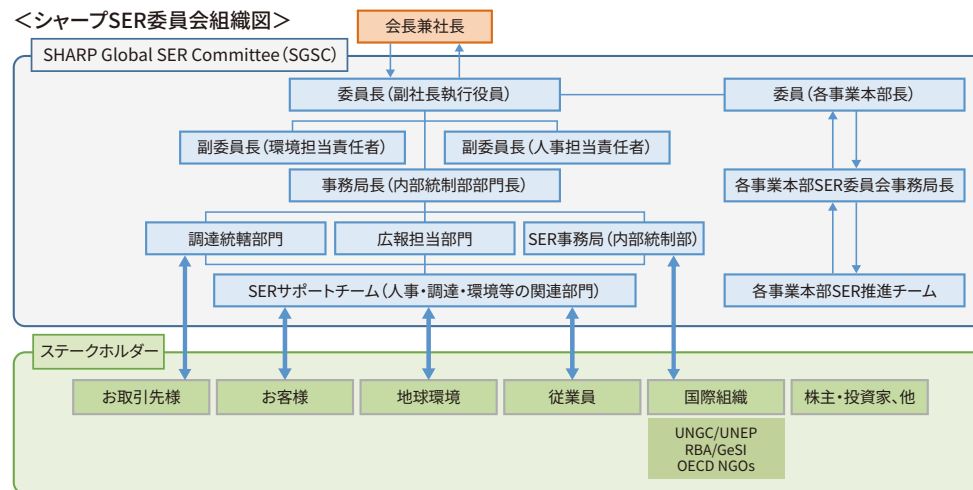 ＜シャープSER委員会組織図＞
会長兼社長
SHARP Global SER Committee（SGSC）
委員長（副社長執行役員）
委員（各事業本部長）
副委員長（環境担当責任者）
副委員長（人事担当責任者）
事務局長（内部統制部部門長）
各事業本部SER委員会事務局長
調達統轄部門
広報担当部門
SER事務局（内部統制部）
SERサポートチーム（人事・調達・環境等の関連部門）
各事業本部SER推進チーム
ステークホルダー
お取引先様
お客様
地球環境
従業員
国際組織
株主・投資家、他
UNGC/UNEP
RBA/GeSI
OECD NGOs